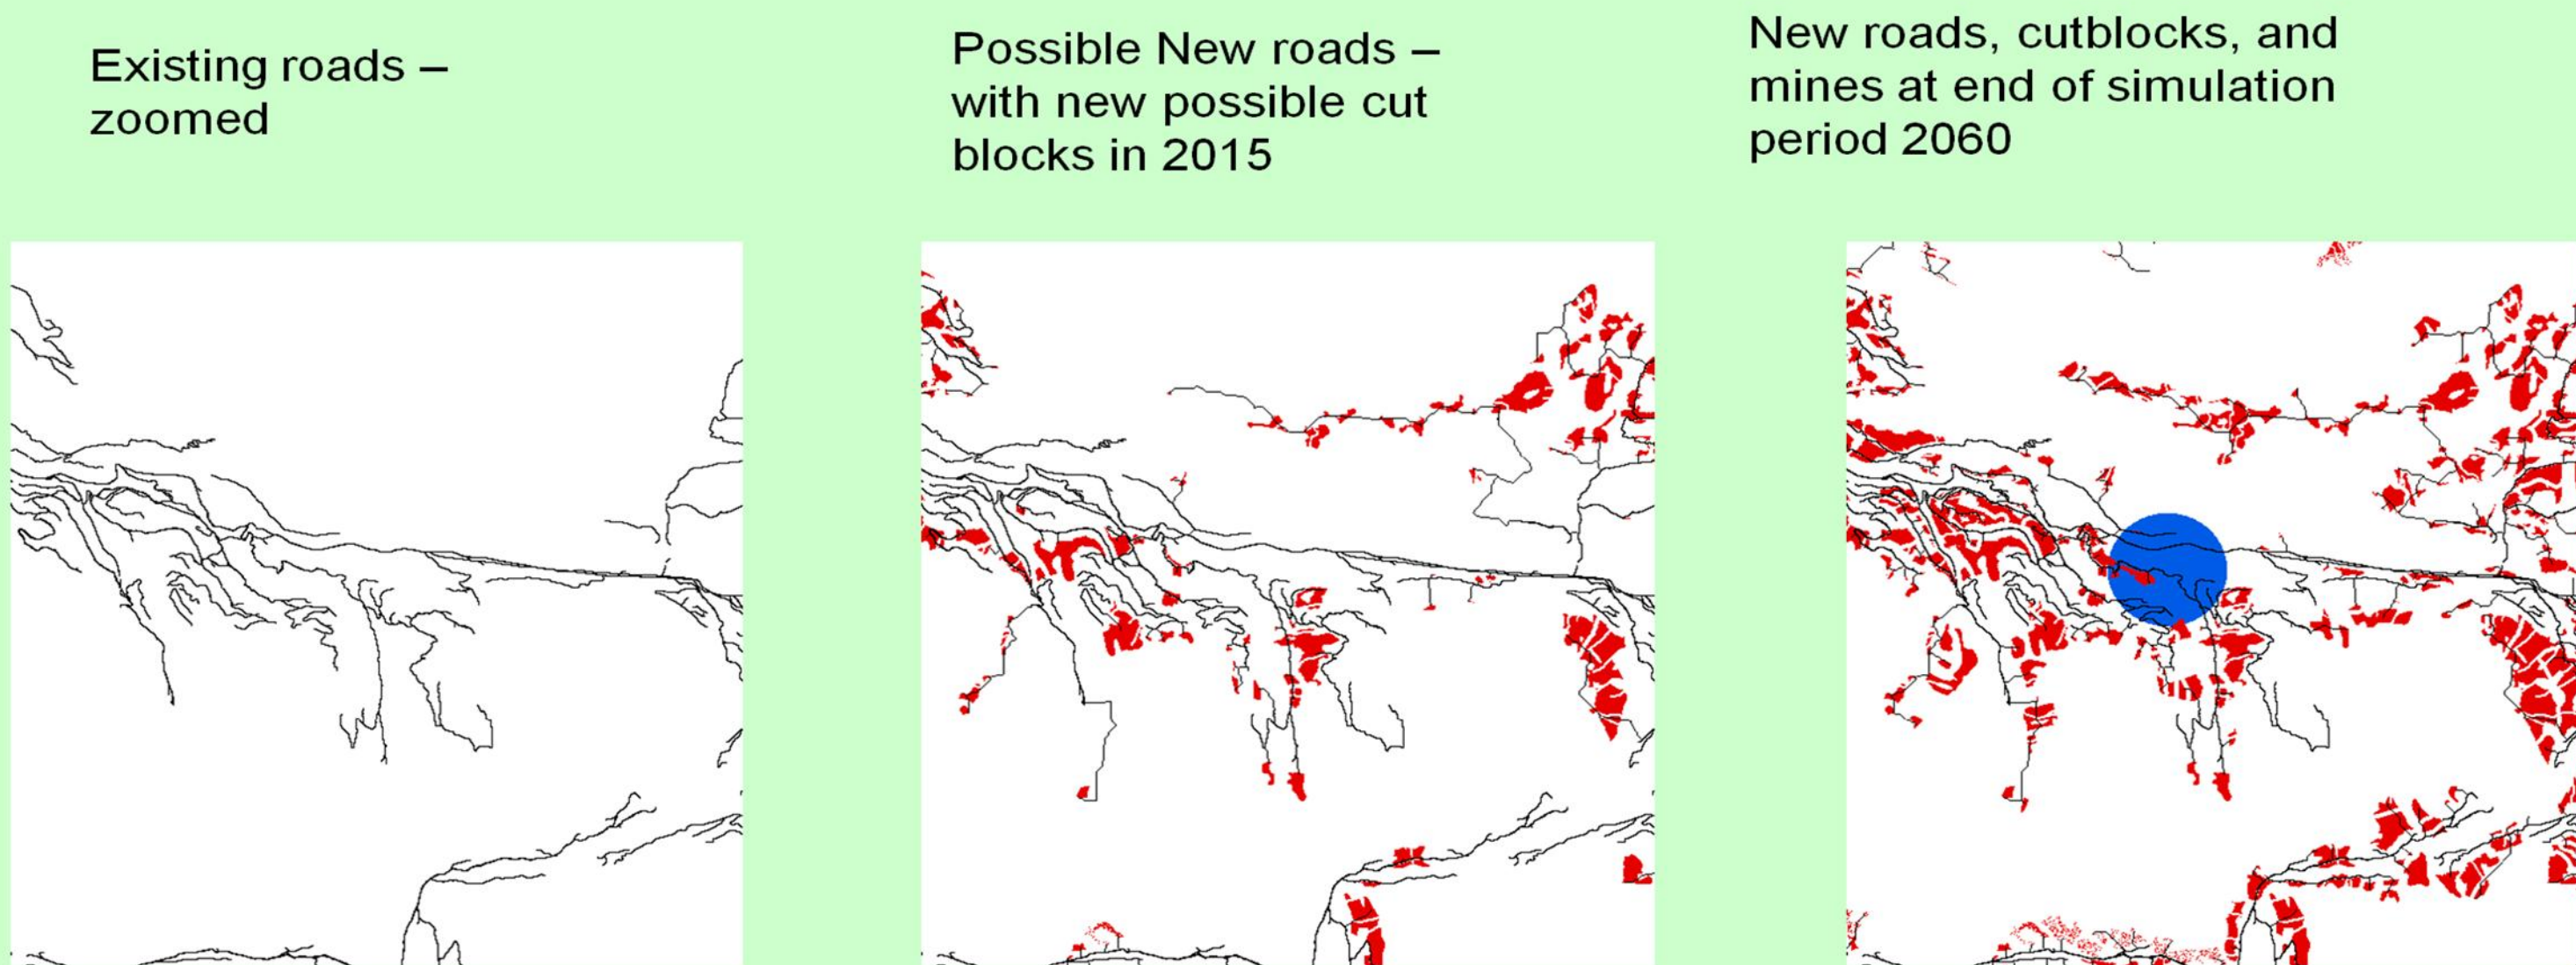 Existing roads –
zoomed
Possible New roads –
with new possible cut
blocks in 2015
New roads, cutblocks, and
mines at end of simulation
period 2060